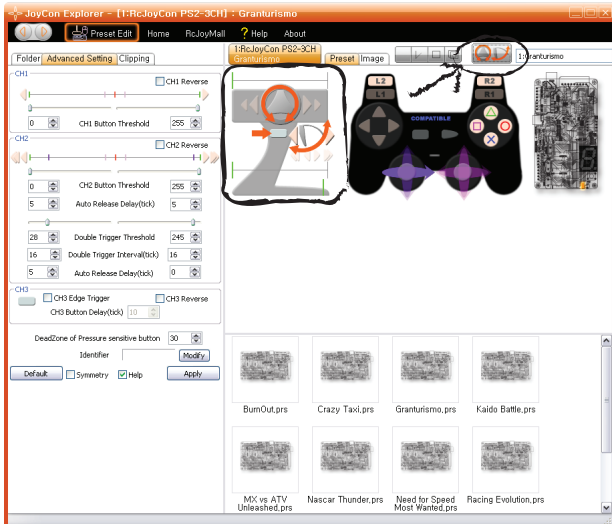 JoyCon Explorer - [1:RcJoyCon PS2-3CH] : Granturismo
Preset Edit Home RcJoyMall ? Help About
Folder Advanced Setting Clipping
1:RcJoyCon PS2-3CH
Granturismo
Preset Image
1:Granturismo
CH1
CH1 Reverse
0 CH1 Button Threshold 255
CH2
CH2 Reverse
0 CH2 Button Threshold 255
5 Auto Release Delay(tick) 5
28 Double Trigger Threshold 245
16 Double Trigger Interval(tick) 16
5 Auto Release Delay(tick) 0
CH3
CH3 Edge Trigger CH3 Reverse
CH3 Button Delay(tick) 10
DeadZone of Pressure sensitive button 30
Identifier Modify
Default Symmetry Help Apply
L2 R2
L1 R1
COMPATIBLE
BurnOut.prs Crazy Taxi.prs Granturismo.prs Kaido Battle.prs
MX vs ATV Unleashed.prs
Nascar Thunder.prs
Need for Speed Most Wanted.prs
Racing Evolution.prs